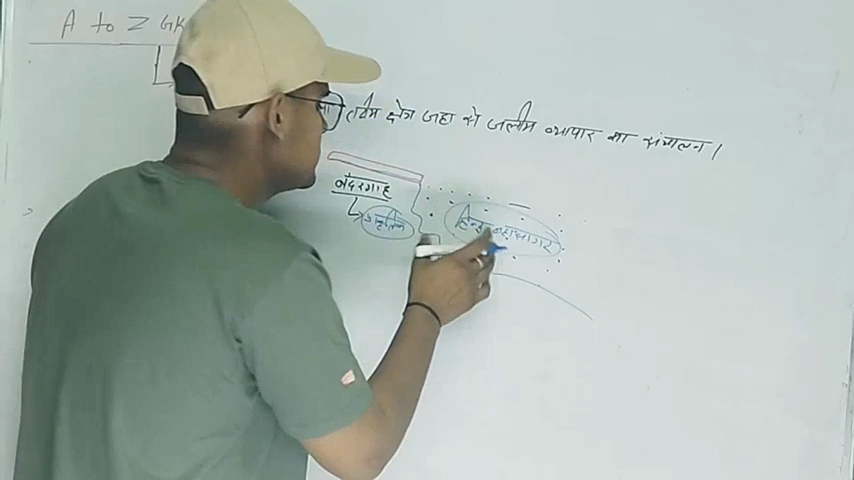 A to Z GK
तटीय क्षेत्र जहा से जलीय व्यापार का संचालन।
बंदरगाह
प्राकृतिक
हिन्द महासागर